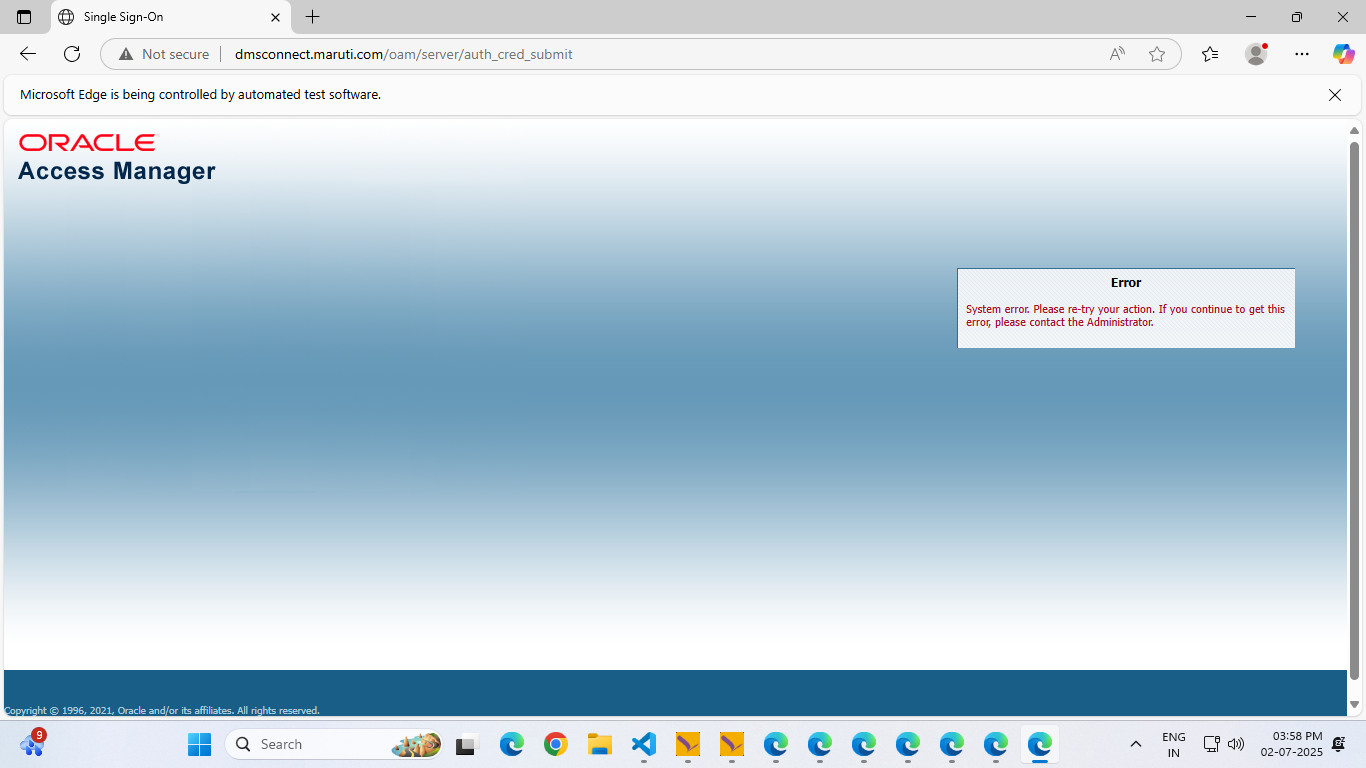 Single Sign-On
Not secure
dmsconnect.maruti.com/oam/server/auth_cred_submit
Microsoft Edge is being controlled by automated test software.
ORACLE
Access Manager
Error
System error. Please re-try your action. If you continue to get this
error, please contact the Administrator.
Copyright © 1996, 2021, Oracle and/or its affiliates. All rights reserved.
9
Search
ENG
IN
03:58 PM
02-07-2025